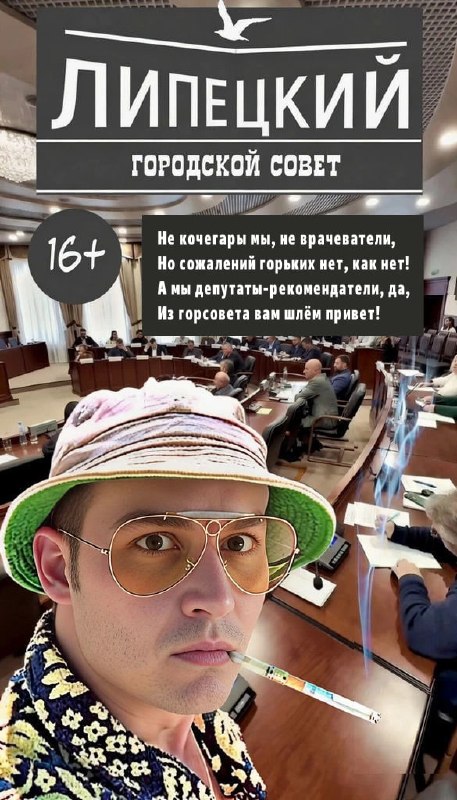 Липецкий
ГОРОДСКОЙ СОВЕТ
16+
Не кочегары мы, не врачеватели,
Но сожалений горьких нет, как нет!
А мы депутаты-рекомендатели, да,
Из горсовета вам шлём привет!